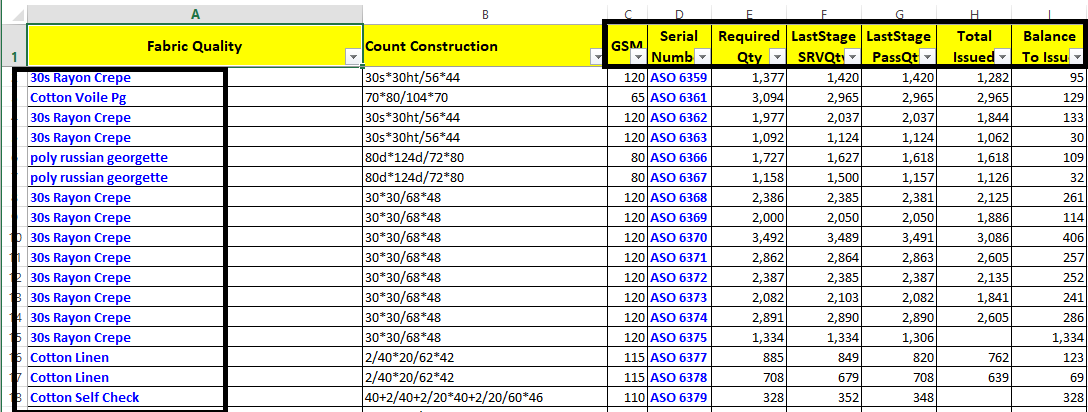 A B C D E F G H I
1 Fabric Quality Count Construction GSM Serial Numb Required Qty LastStage SRVQty LastStage PassQt Total Issued Balance To Issu
30s Rayon Crepe 30s*30ht/56*44 120 ASO 6359 1,377 1,420 1,420 1,282 95
Cotton Voile Pg 70*80/104*70 65 ASO 6361 3,094 2,965 2,965 2,965 129
30s Rayon Crepe 30s*30ht/56*44 120 ASO 6362 1,977 2,037 2,037 1,844 133
30s Rayon Crepe 30s*30ht/56*44 120 ASO 6363 1,092 1,124 1,124 1,062 30
poly russian georgette 80d*124d/72*80 80 ASO 6366 1,727 1,627 1,618 1,618 109
poly russian georgette 80d*124d/72*80 80 ASO 6367 1,158 1,500 1,157 1,126 32
30s Rayon Crepe 30*30/68*48 120 ASO 6368 2,386 2,385 2,381 2,125 261
30s Rayon Crepe 30*30/68*48 120 ASO 6369 2,000 2,050 2,050 1,886 114
10 30s Rayon Crepe 30*30/68*48 120 ASO 6370 3,492 3,489 3,491 3,086 406
11 30s Rayon Crepe 30*30/68*48 120 ASO 6371 2,862 2,864 2,863 2,605 257
12 30s Rayon Crepe 30*30/68*48 120 ASO 6372 2,387 2,385 2,387 2,135 252
13 30s Rayon Crepe 30*30/68*48 120 ASO 6373 2,082 2,103 2,082 1,841 241
14 30s Rayon Crepe 30*30/68*48 120 ASO 6374 2,891 2,890 2,890 2,605 286
15 30s Rayon Crepe 30*30/68*48 120 ASO 6375 1,334 1,334 1,306 1,334
16 Cotton Linen 2/40*20/62*42 115 ASO 6377 885 849 820 762 123
17 Cotton Linen 2/40*20/62*42 115 ASO 6378 708 679 708 639 69
18 Cotton Self Check 40+2/40+2/20*40+2/20/60*46 110 ASO 6379 328 352 348 328